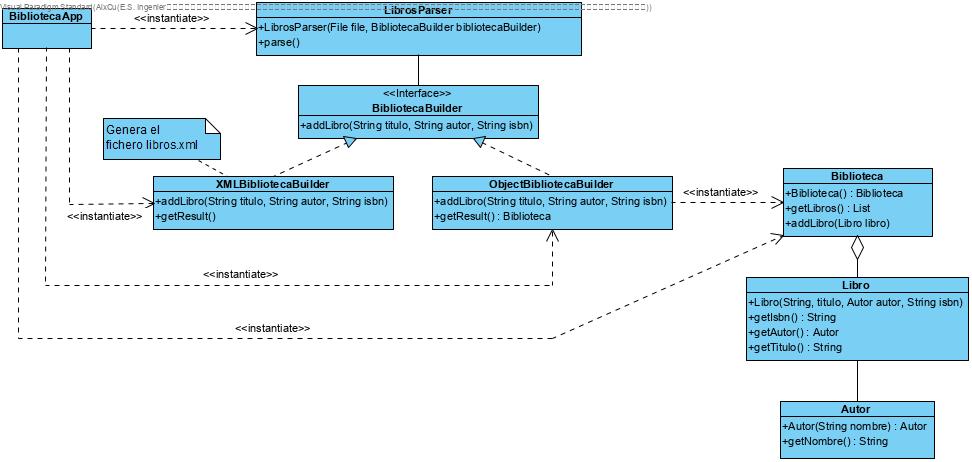 Visual Paradigm Standard(AlxCu(E.S. Ingenier
BibliotecaApp
<<instantiate>>
LibrosParser
+LibrosParser(File file, BibliotecaBuilder bibliotecaBuilder)
+parse()
<<Interface>>
BibliotecaBuilder
+addLibro(String titulo, String autor, String isbn)
Genera el
fichero libros.xml
XMLBibliotecaBuilder
+addLibro(String titulo, String autor, String isbn)
+getResult()
<<instantiate>>
ObjectBibliotecaBuilder
+addLibro(String titulo, String autor, String isbn)
+getResult() : Biblioteca
<<instantiate>>
Biblioteca
+Biblioteca() : Biblioteca
+getLibros() : List
+addLibro(Libro libro)
<<instantiate>>
<<instantiate>>
Libro
+Libro(String, titulo, Autor autor, String isbn)
+getIsbn() : String
+getAutor() : Autor
+getTitulo() : String
Autor
+Autor(String nombre) : Autor
+getNombre() : String